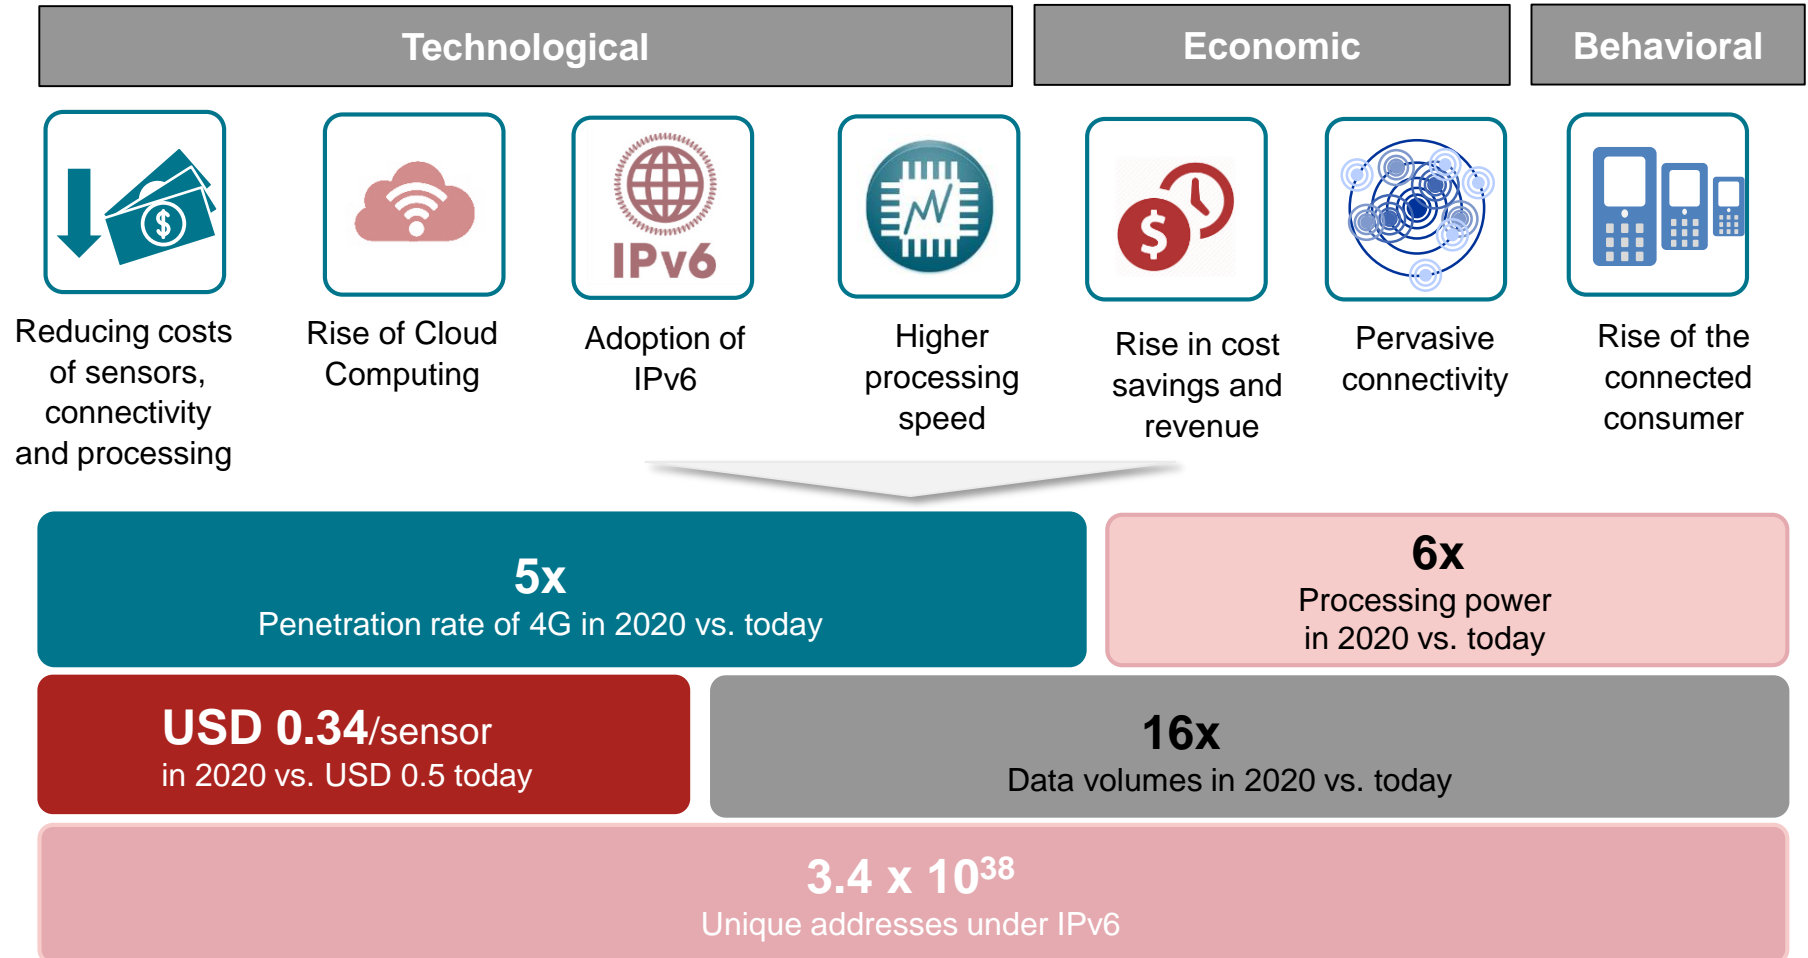 Technological
Economic
Behavioral
IPv6
$
$
Reducing costs
of sensors,
connectivity
and processing
Rise of Cloud
Computing
Adoption of
IPv6
Higher
processing
speed
Rise in cost
savings and
revenue
Pervasive
connectivity
Rise of the
connected
consumer
5x
Penetration rate of 4G in 2020 vs. today
6x
Processing power
in 2020 vs. today
USD 0.34/sensor
in 2020 vs. USD 0.5 today
16x
Data volumes in 2020 vs. today
3.4 x 10³⁸
Unique addresses under IPv6